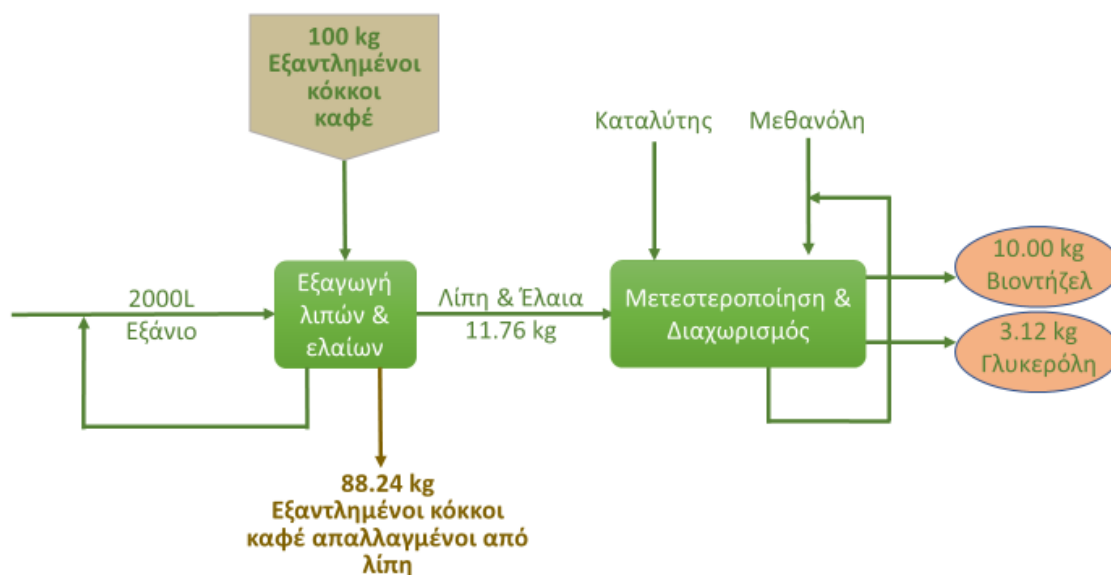 100 kg
Εξαντλημένοι
κόκκοι
καφέ
Καταλύτης
Μεθανόλη
2000L
Εξάνιο
Εξαγωγή
λιπών &
ελαίων
Λίπη & Έλαια
11.76 kg
Μετεστεροποίηση &
Διαχωρισμός
10.00 kg
Βιοντήζελ
3.12 kg
Γλυκερόλη
88.24 kg
Εξαντλημένοι κόκκοι
καφέ απαλλαγμένοι από
λίπη